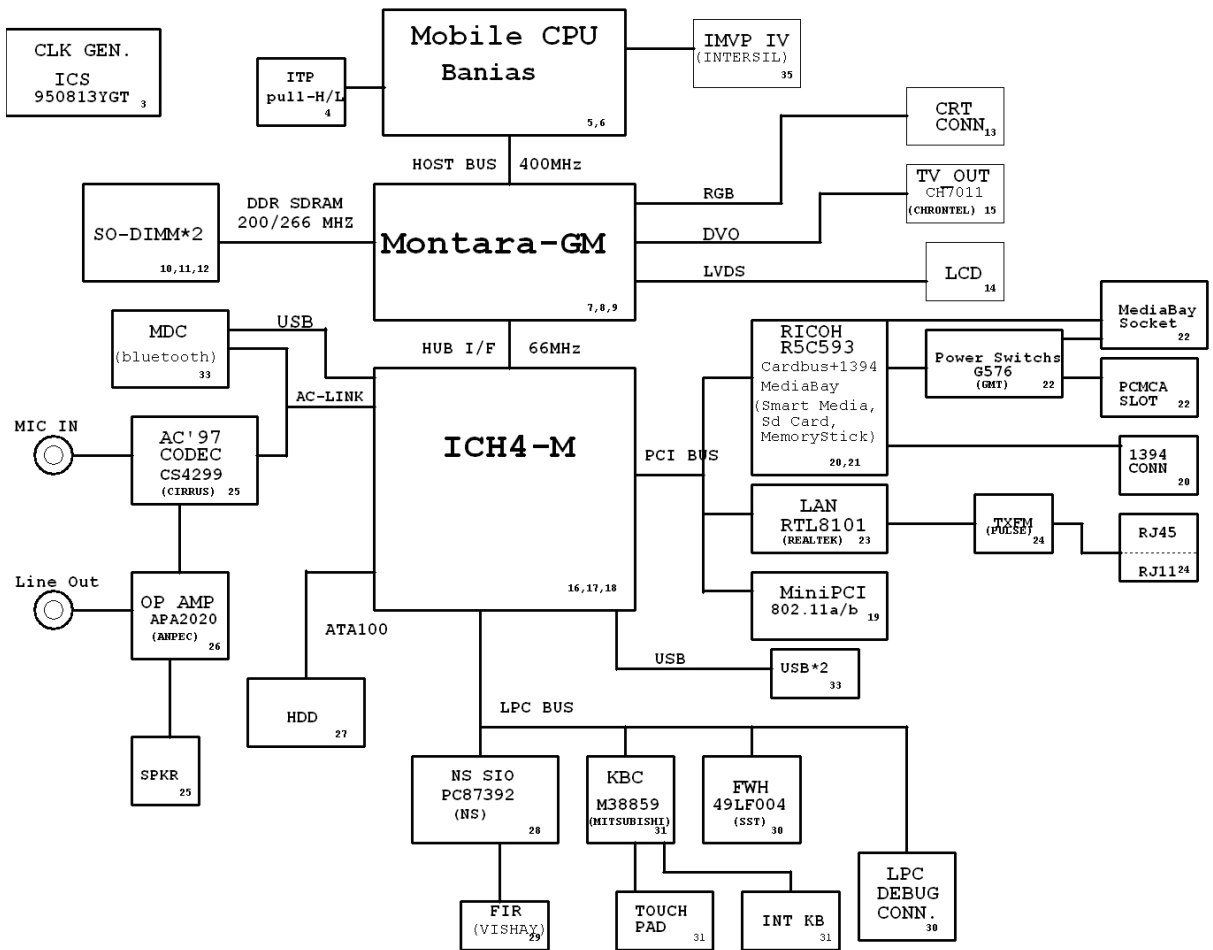 CLK GEN.
ICS
950813YGT
3
Mobile CPU
Banias
5,6
IMVP IV
(INTERSIL)
35
ITP
pull-H/L
4
CRT
CONN
13
HOST BUS
400MHz
TV_OUT
CH7011
(CHRONTEL)
15
RGB
DDR SDRAM
200/266 MHZ
SO-DIMM*2
10,11,12
Montara-GM
7,8,9
DVO
LVDS
LCD
14
MDC
(bluetooth)
33
USB
HUB I/F
66MHz
RICOH
R5C593
Cardbus+1394
MediaBay
(Smart Media,
Sd Card,
MemoryStick)
20,21
MediaBay
Socket
22
Power Switchs
G576
(GMT)
22
PCMCA
SLOT
22
AC-LINK
MIC IN
AC'97
CODEC
CS4299
(CIRRUS)
25
ICH4-M
16,17,18
PCI BUS
1394
CONN
20
LAN
RTL8101
(REALTEK)
23
TXFM
(PULSE)
24
RJ45
RJ11
24
Line Out
OP AMP
APA2020
(ANPEC)
26
MiniPCI
802.11a/b
19
ATA100
USB
USB*2
33
HDD
27
LPC BUS
SPKR
25
NS SIO
PC87392
(NS)
28
KBC
M38859
(MITSUBISHI)
31
FWH
49LF004
(SST)
30
LPC
DEBUG
CONN.
30
FIR
(VISHAY)
29
TOUCH
PAD
31
INT KB
31